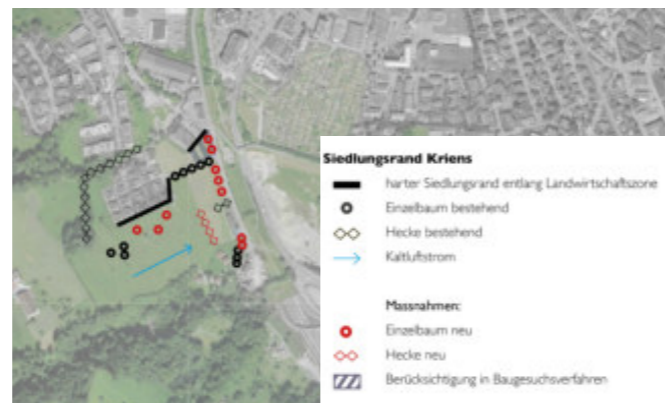 Siedlungsrand Kriens
harter Siedlungsrand entlang Landwirtschaftszone
Einzelbaum bestehend
Hecke bestehend
Kaltluftstrom
Massnahmen:
Einzelbaum neu
Hecke neu
Berücksichtigung in Baugesuchsverfahren